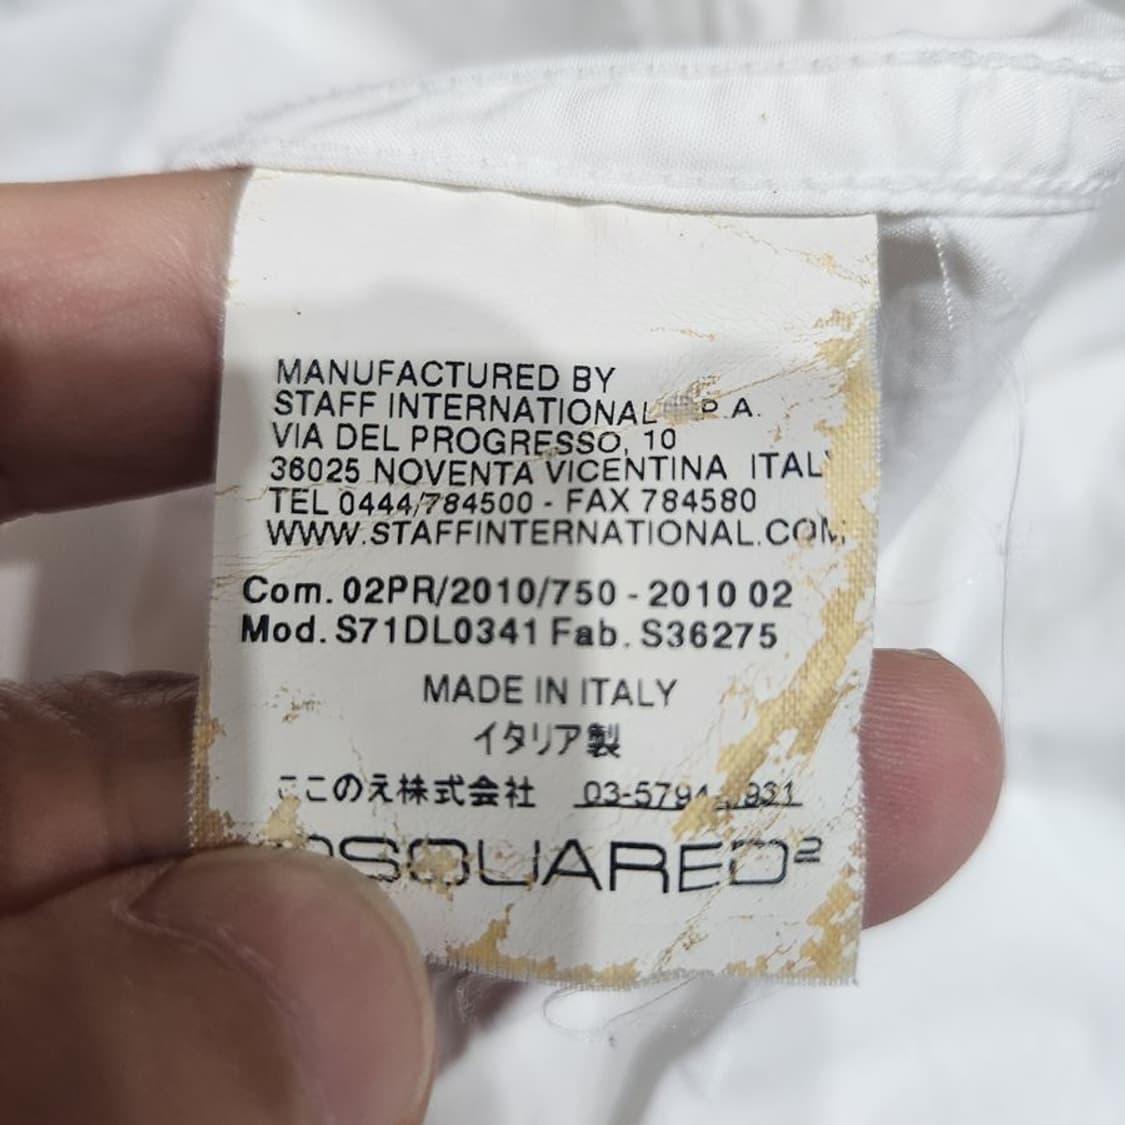 MANUFACTURED BY
STAFF INTERNATIONAL P.A.
VIA DEL PROGRESSO, 10
36025 NOVENTA VICENTINA ITALY
TEL 0444/784500 - FAX 784580
WWW.STAFFINTERNATIONAL.COM
Com. 02PR/2010/750 - 2010 02
Mod. S71DL0341 Fab. S36275
MADE IN ITALY
イタリア製
ここのえ株式会社
DSQUARED²